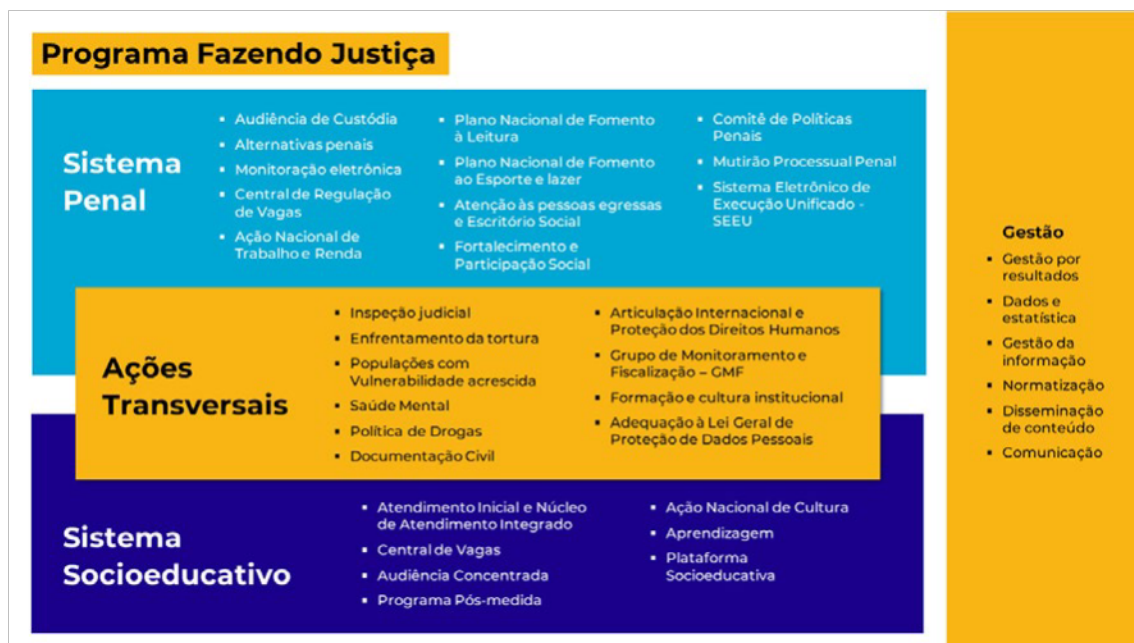 Programa Fazendo Justiça
Sistema
Penal
▪ Audiência de Custódia
▪ Alternativas penais
▪ Monitoração eletrônica
▪ Central de Regulação
de Vagas
▪ Ação Nacional de
Trabalho e Renda
▪ Plano Nacional de Fomento
à Leitura
▪ Plano Nacional de Fomento
ao Esporte e lazer
▪ Atenção às pessoas egressas
e Escritório Social
▪ Fortalecimento e
Participação Social
▪ Comitê de Políticas
Penais
▪ Mutirão Processual Penal
▪ Sistema Eletrônico de
Execução Unificado -
SEEU
Ações
Transversais
▪ Inspeção judicial
▪ Enfrentamento da tortura
▪ Populações com
Vulnerabilidade acrescida
▪ Saúde Mental
▪ Política de Drogas
▪ Documentação Civil
▪ Articulação Internacional e
Proteção dos Direitos Humanos
▪ Grupo de Monitoramento e
Fiscalização – GMF
▪ Formação e cultura institucional
▪ Adequação à Lei Geral de
Proteção de Dados Pessoais
Sistema
Socioeducativo
▪ Atendimento Inicial e Núcleo
de Atendimento Integrado
▪ Central de Vagas
▪ Audiência Concentrada
▪ Programa Pós-medida
▪ Ação Nacional de Cultura
▪ Aprendizagem
▪ Plataforma
Socioeducativa
Gestão
▪ Gestão por
resultados
▪ Dados e
estatística
▪ Gestão da
informação
▪ Normatização
▪ Disseminação
de conteúdo
▪ Comunicação